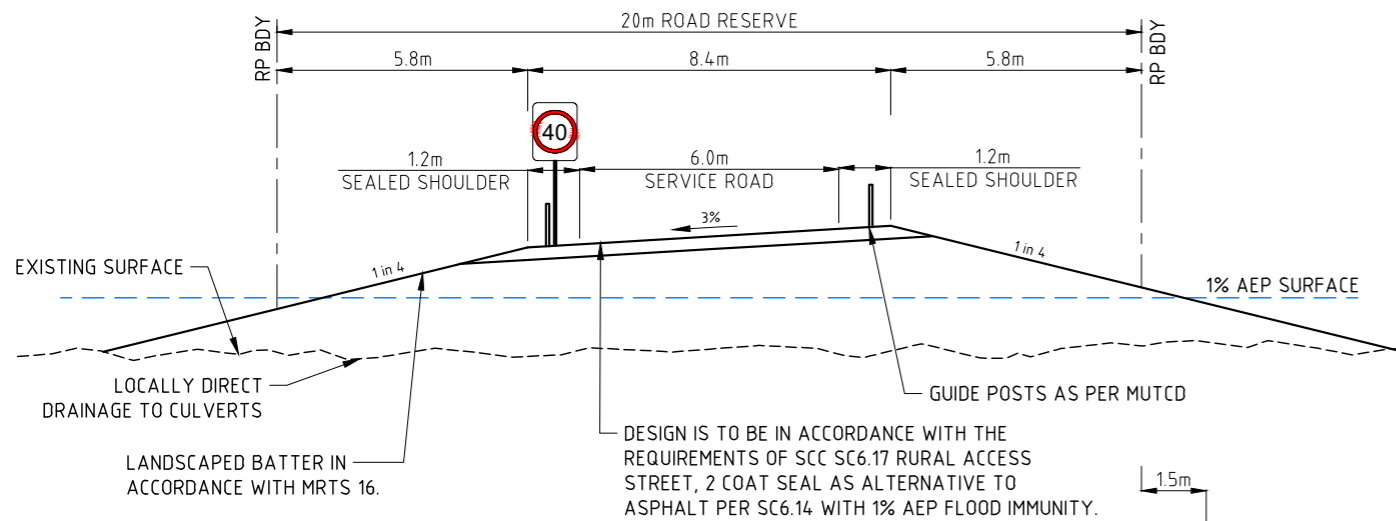 20m ROAD RESERVE
RP BDY
RP BDY
5.8m
8.4m
5.8m
40
1.2m
SEALED SHOULDER
6.0m
SERVICE ROAD
1.2m
SEALED SHOULDER
3%
EXISTING SURFACE
1 in 4
1 in 4
1% AEP SURFACE
LOCALLY DIRECT
DRAINAGE TO CULVERTS
GUIDE POSTS AS PER MUTCD
LANDSCAPED BATTER IN
ACCORDANCE WITH MRTS 16.
DESIGN IS TO BE IN ACCORDANCE WITH THE
REQUIREMENTS OF SCC SC6.17 RURAL ACCESS
STREET, 2 COAT SEAL AS ALTERNATIVE TO
ASPHALT PER SC6.14 WITH 1% AEP FLOOD IMMUNITY.
1.5m